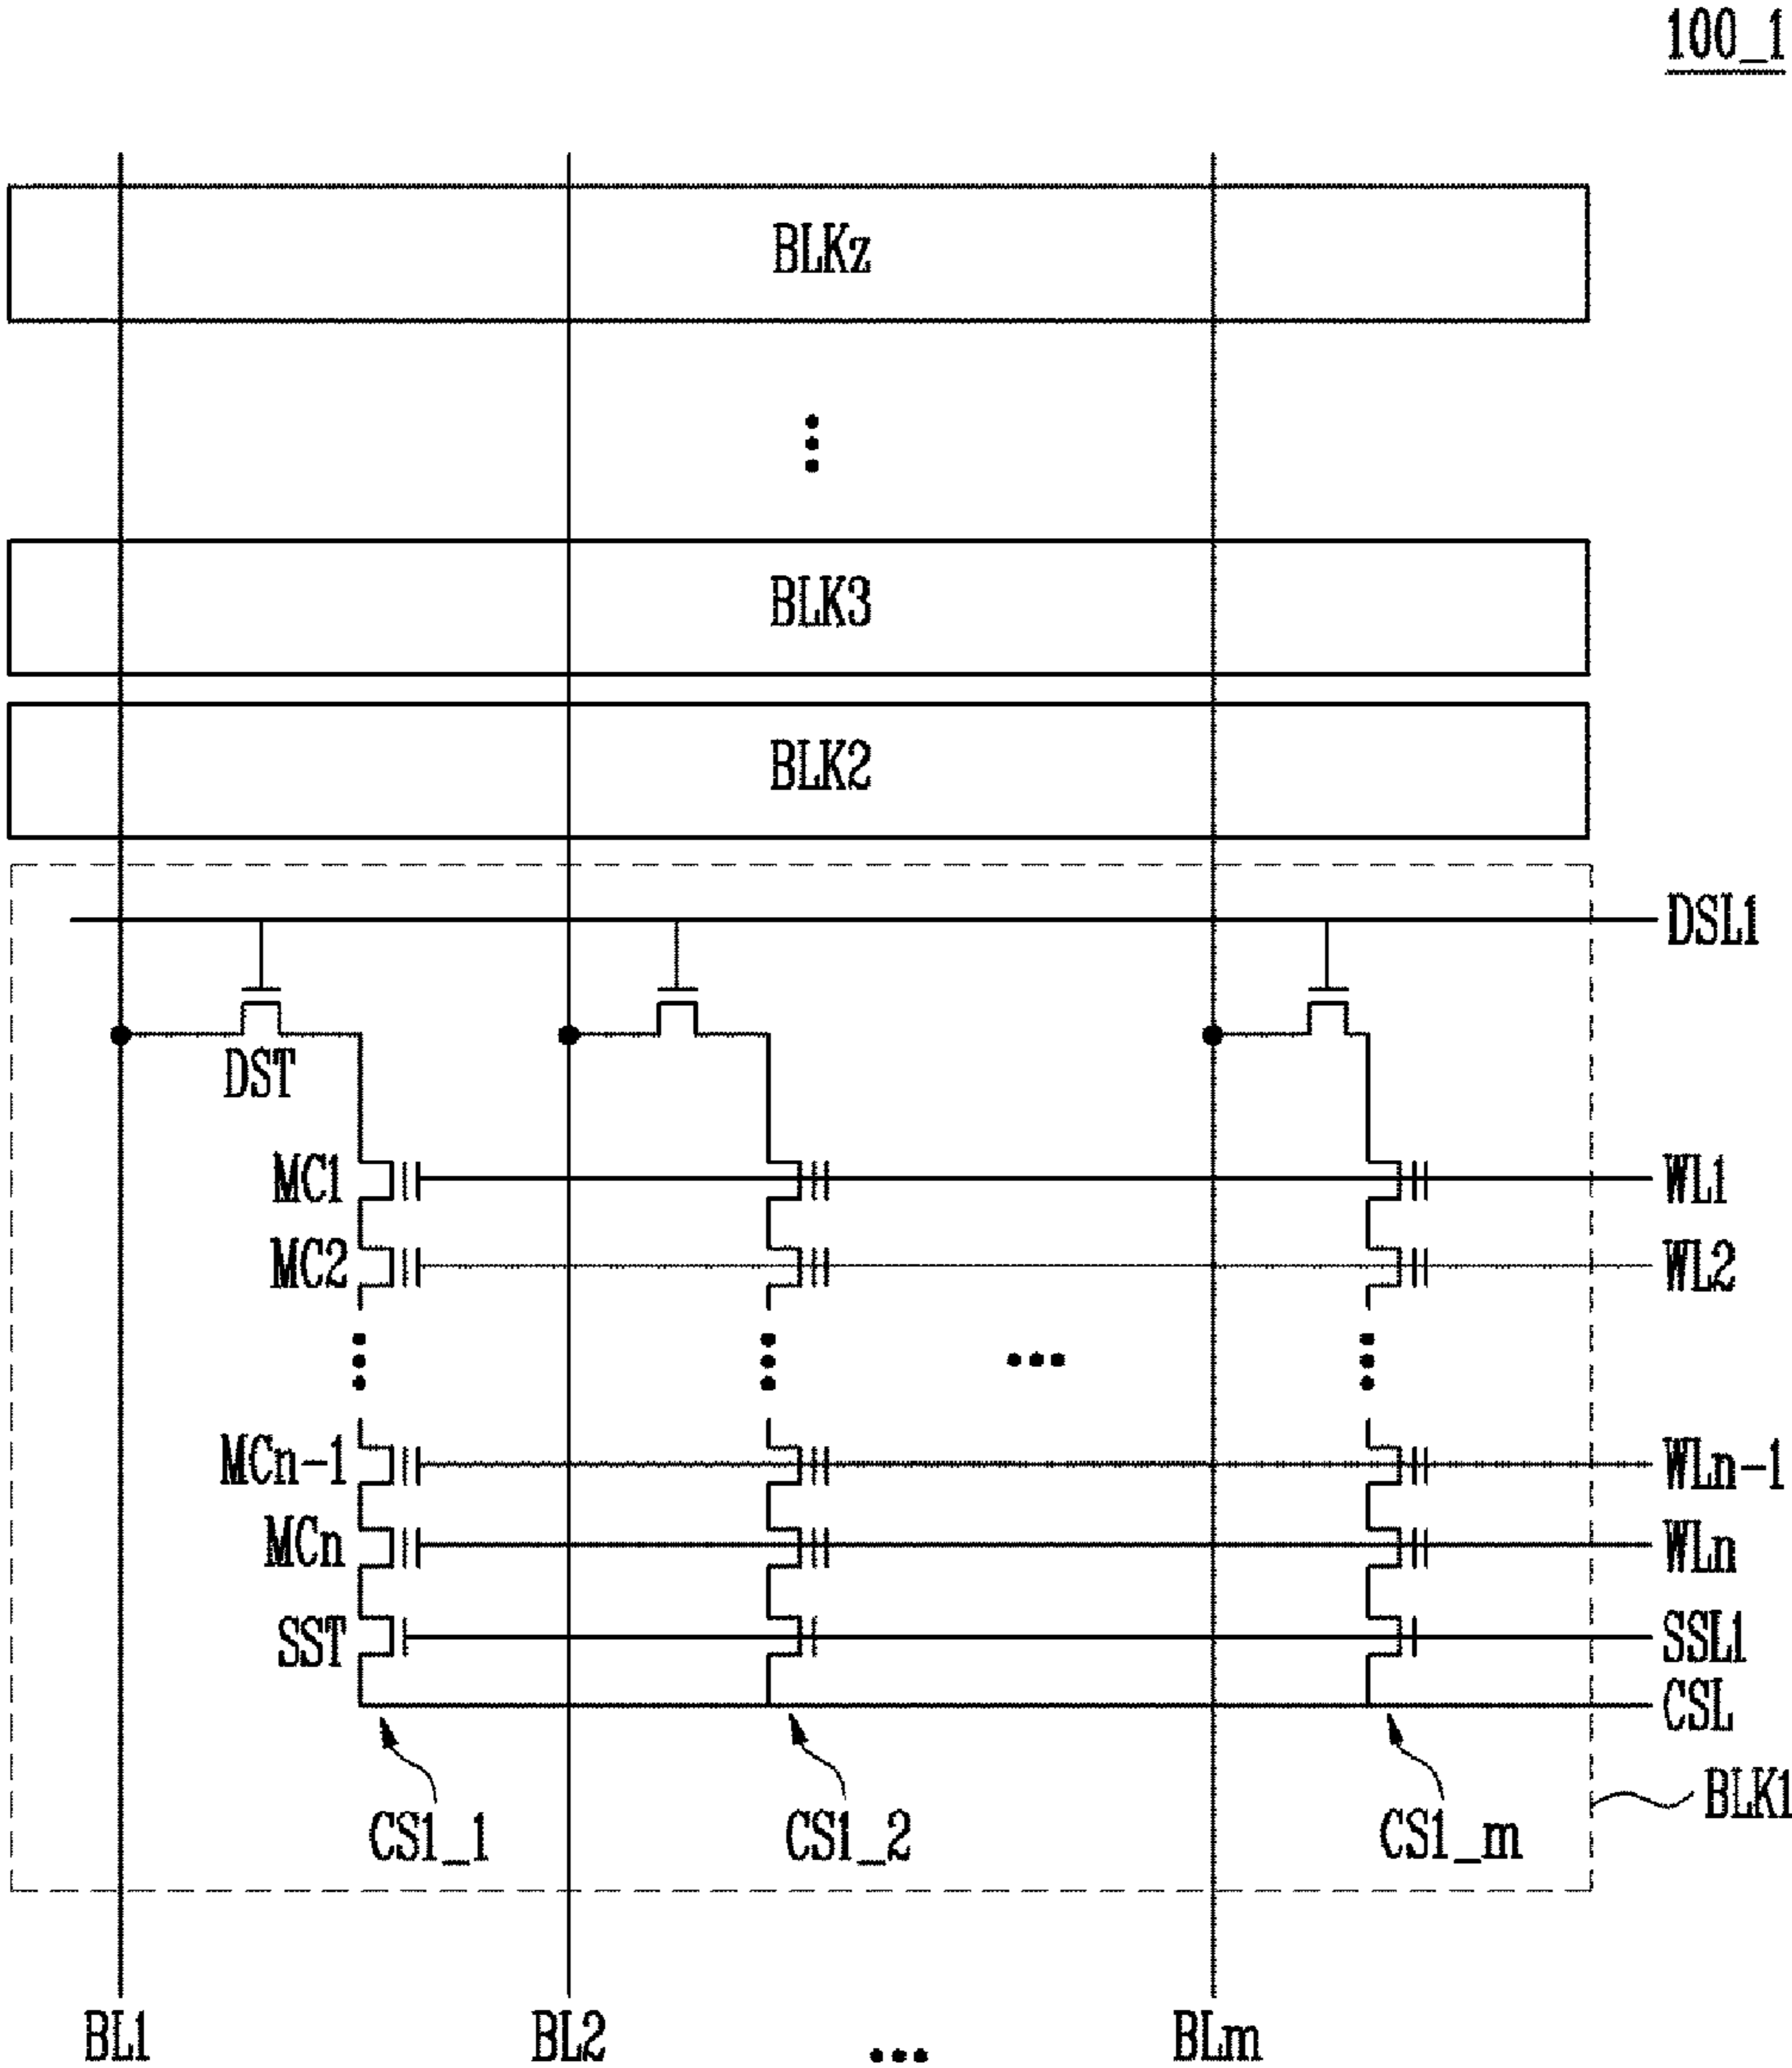 100_1
BLKz
BLK3
BLK2
DSL1
DST
MC1
WL1
MC2
WL2
MCn-1
WLn-1
MCn
WLn
SST
SSL1
CSL
BLK1
CS1_1
CS1_2
CS1_m
BL1
BL2
BLm